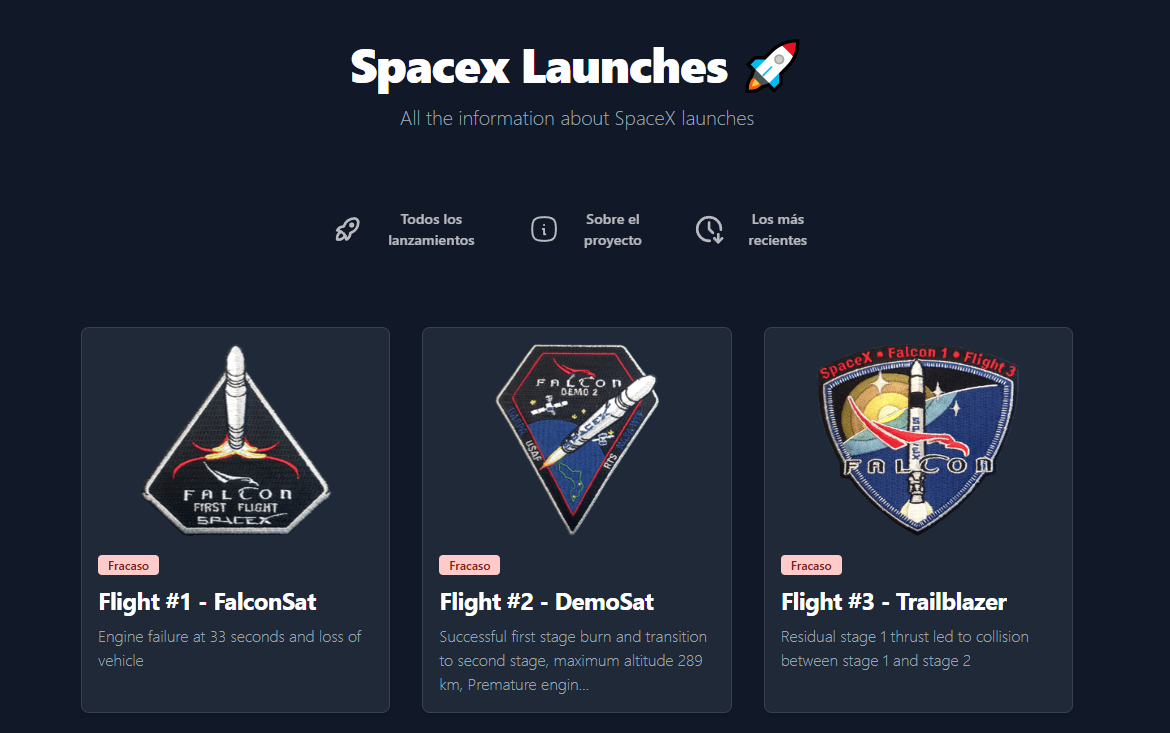 Spacex Launches 🚀
All the information about SpaceX launches
Todos los
lanzamientos
Sobre el
proyecto
Los más
recientes
FALCON
FIRST FLIGHT
SPACEX
Fracaso
Flight #1 - FalconSat
Engine failure at 33 seconds and loss of
vehicle
FALCON
DEMO 2
SPACEX
USAF
RTS
Fracaso
Flight #2 - DemoSat
Successful first stage burn and transition
to second stage, maximum altitude 289
km, Premature engin...
SpaceX • Falcon 1 • Flight 3
SPACEX
FALCON
Fracaso
Flight #3 - Trailblazer
Residual stage 1 thrust led to collision
between stage 1 and stage 2